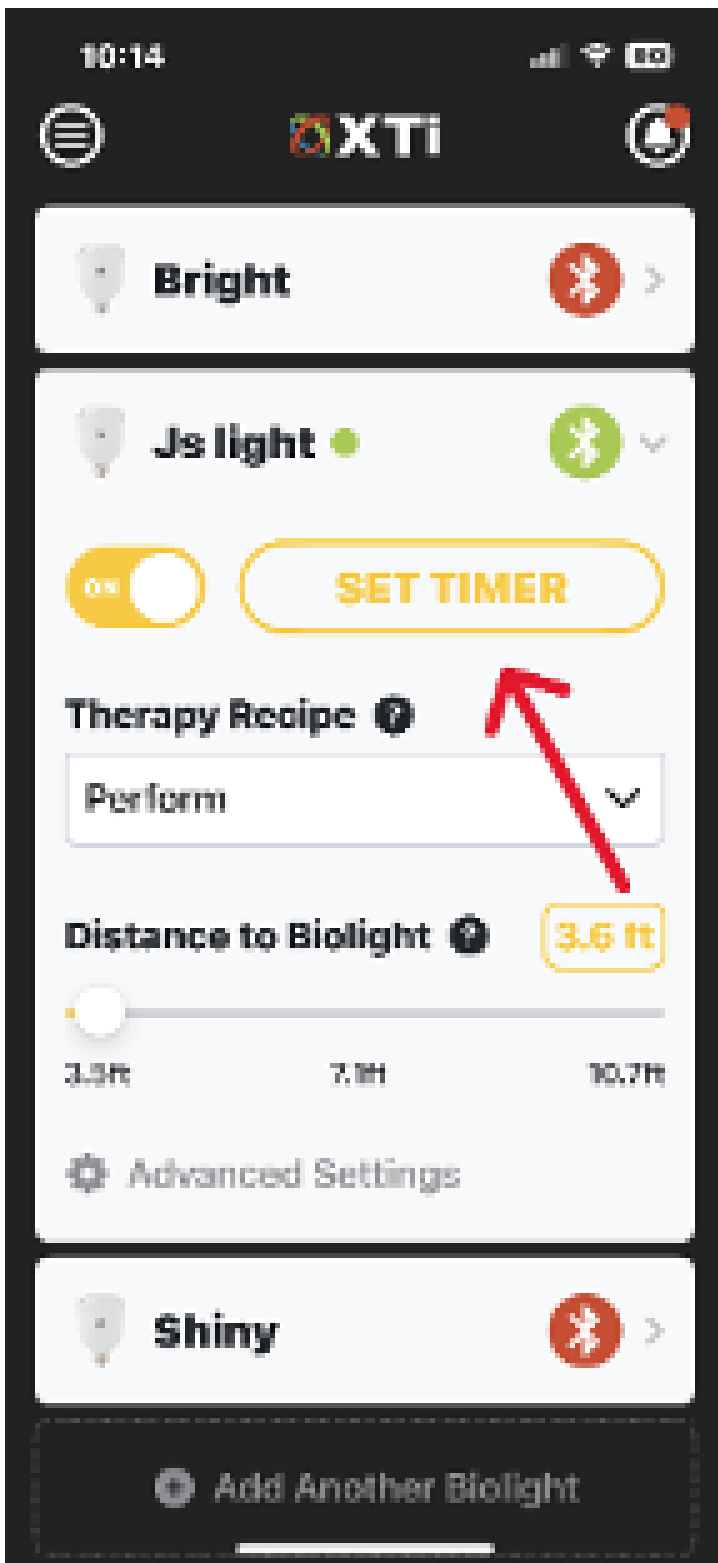 10:14
XTi
Bright
Js light
ON
SET TIMER
Therapy Recipe ?
Perform
Distance to Biolight ? 3.6 ft
3.5ft 7.1ft 10.7ft
Advanced Settings
Shiny
Add Another Biolight